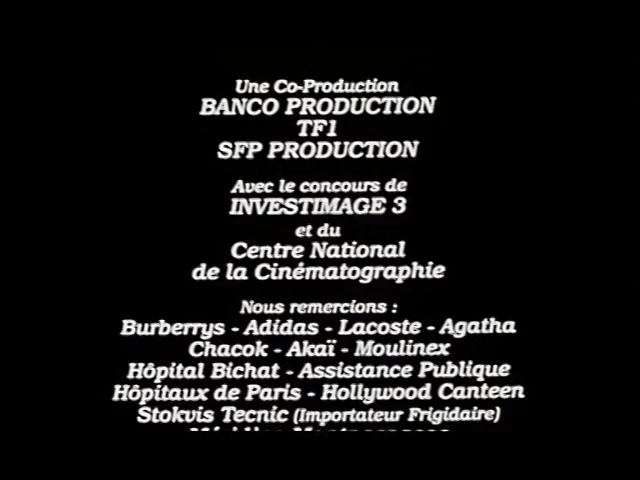 Une Co-Production
BANCO PRODUCTION
TF1
SFP PRODUCTION
Avec le concours de
INVESTIMAGE 3
et du
Centre National
de la Cinématographie
Nous remercions :
Burberrys - Adidas - Lacoste - Agatha
Chacok - Akaï - Moulinex
Hôpital Bichat - Assistance Publique
Hôpitaux de Paris - Hollywood Canteen
Stokvis Tecnic (Importateur Frigidaire)